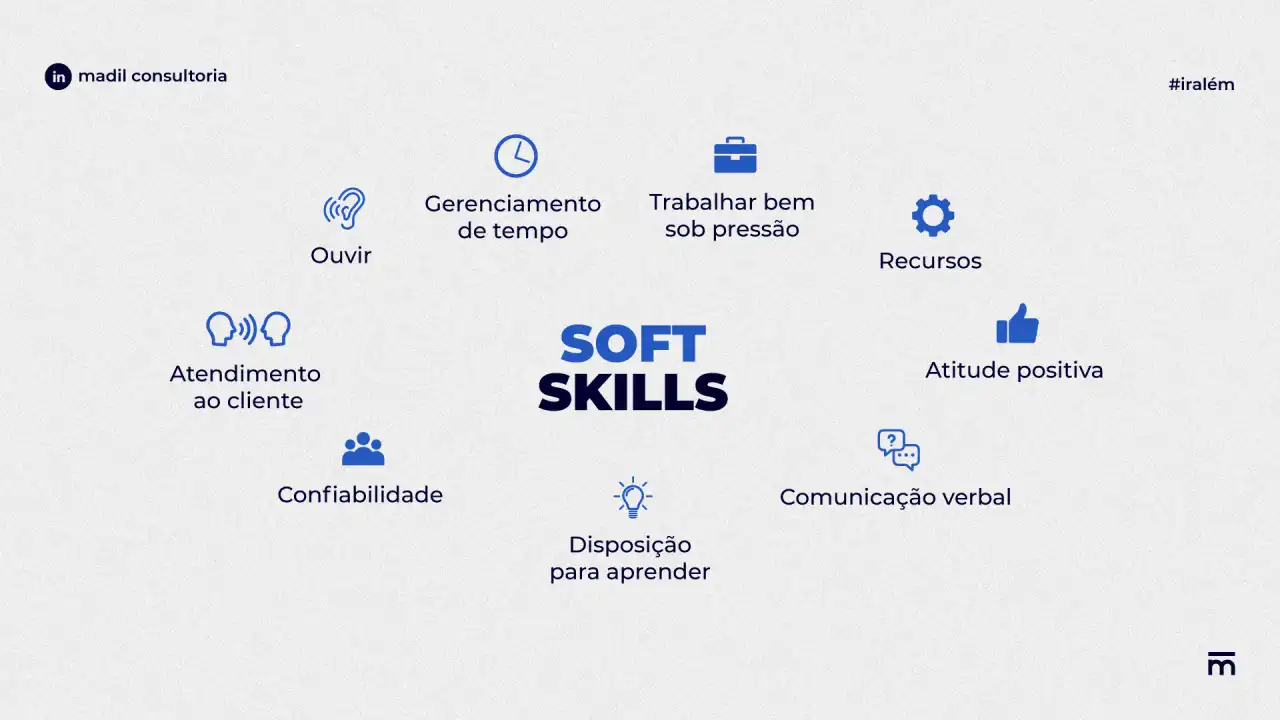 in madil consultoria
#iralém
Gerenciamento
de tempo
Trabalhar bem
sob pressão
Ouvir
Recursos
SOFT
SKILLS
Atendimento
ao cliente
Atitude positiva
Confiabilidade
Comunicação verbal
?
Disposição
para aprender
m